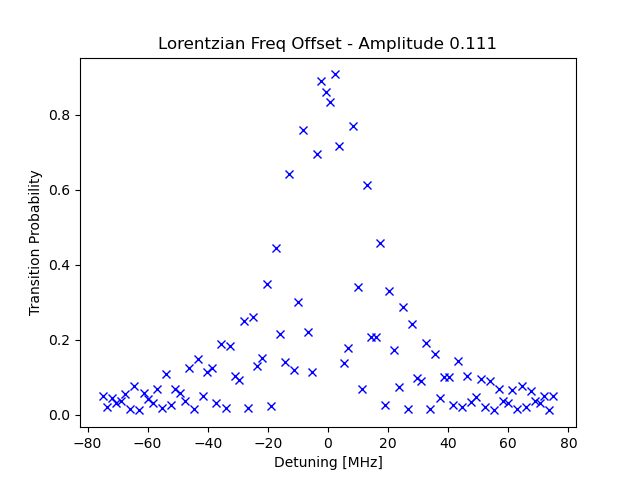 Lorentzian Freq Offset - Amplitude 0.111
Transition Probability
0.8
0.6
0.4
0.2
0.0
−80 −60 −40 −20 0 20 40 60 80
Detuning [MHz]